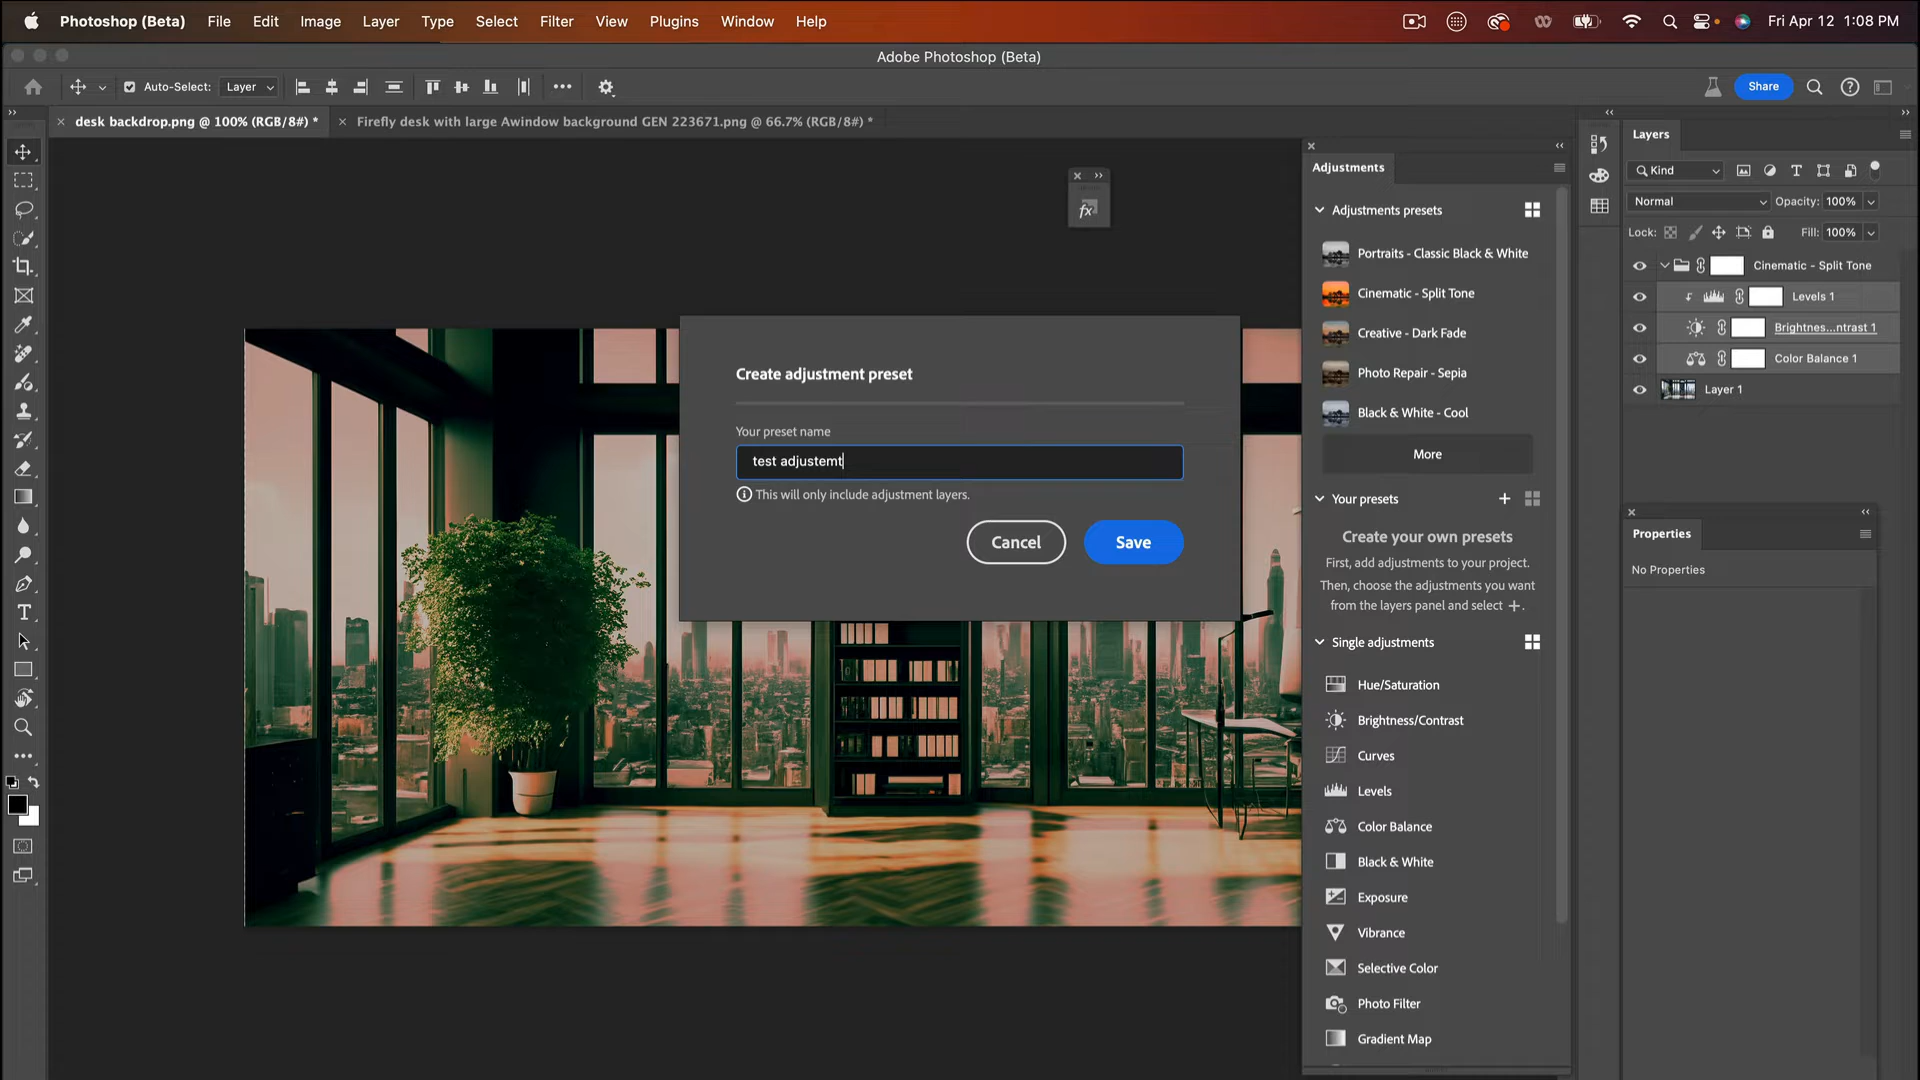 Photoshop (Beta) File Edit Image Layer Type Select Filter View Plugins Window Help Fri Apr 12 1:08 PM
Adobe Photoshop (Beta)
Auto-Select: Layer Share
desk backdrop.png @ 100% (RGB/8#) * Firefly desk with large Awindow background GEN 223671.png @ 66.7% (RGB/8#) *
Adjustments
Adjustments presets
Portraits - Classic Black & White
Cinematic - Split Tone
Creative - Dark Fade
Photo Repair - Sepia
Black & White - Cool
More
Your presets
Create your own presets
First, add adjustments to your project.
Then, choose the adjustments you want
from the layers panel and select +.
Single adjustments
Hue/Saturation
Brightness/Contrast
Curves
Levels
Color Balance
Black & White
Exposure
Vibrance
Selective Color
Photo Filter
Gradient Map
Create adjustment preset
Your preset name
test adjustemt
This will only include adjustment layers.
Cancel Save
fx
Layers
Kind
Normal Opacity: 100%
Lock: Fill: 100%
Cinematic - Split Tone
Levels 1
Brightnes...ntrast 1
Color Balance 1
Layer 1
Properties
No Properties